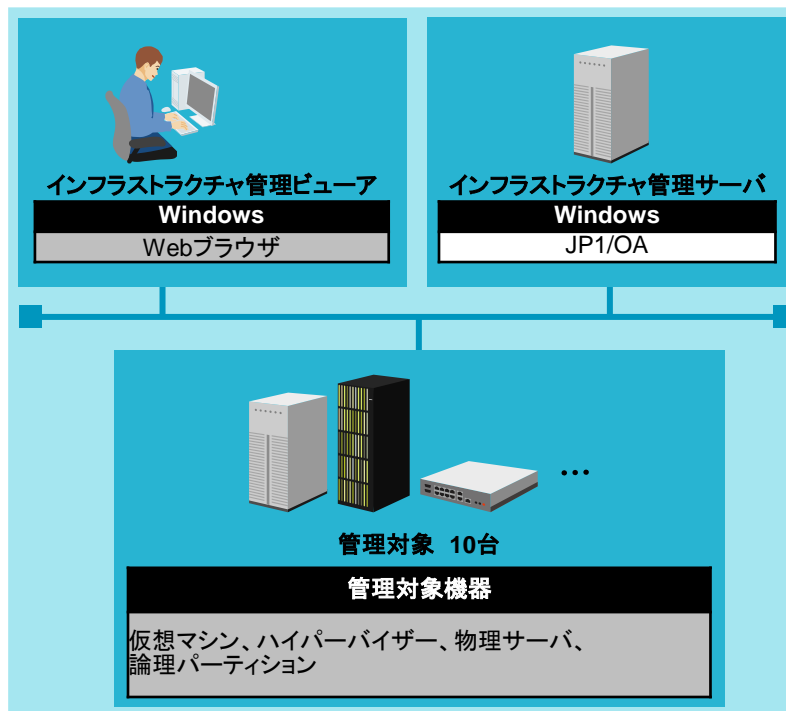 インフラストラクチャ管理ビューア
Windows
Webブラウザ
インフラストラクチャ管理サーバ
Windows
JP1/OA
…
管理対象 10台
管理対象機器
仮想マシン、ハイパーバイザー、物理サーバ、
論理パーティション